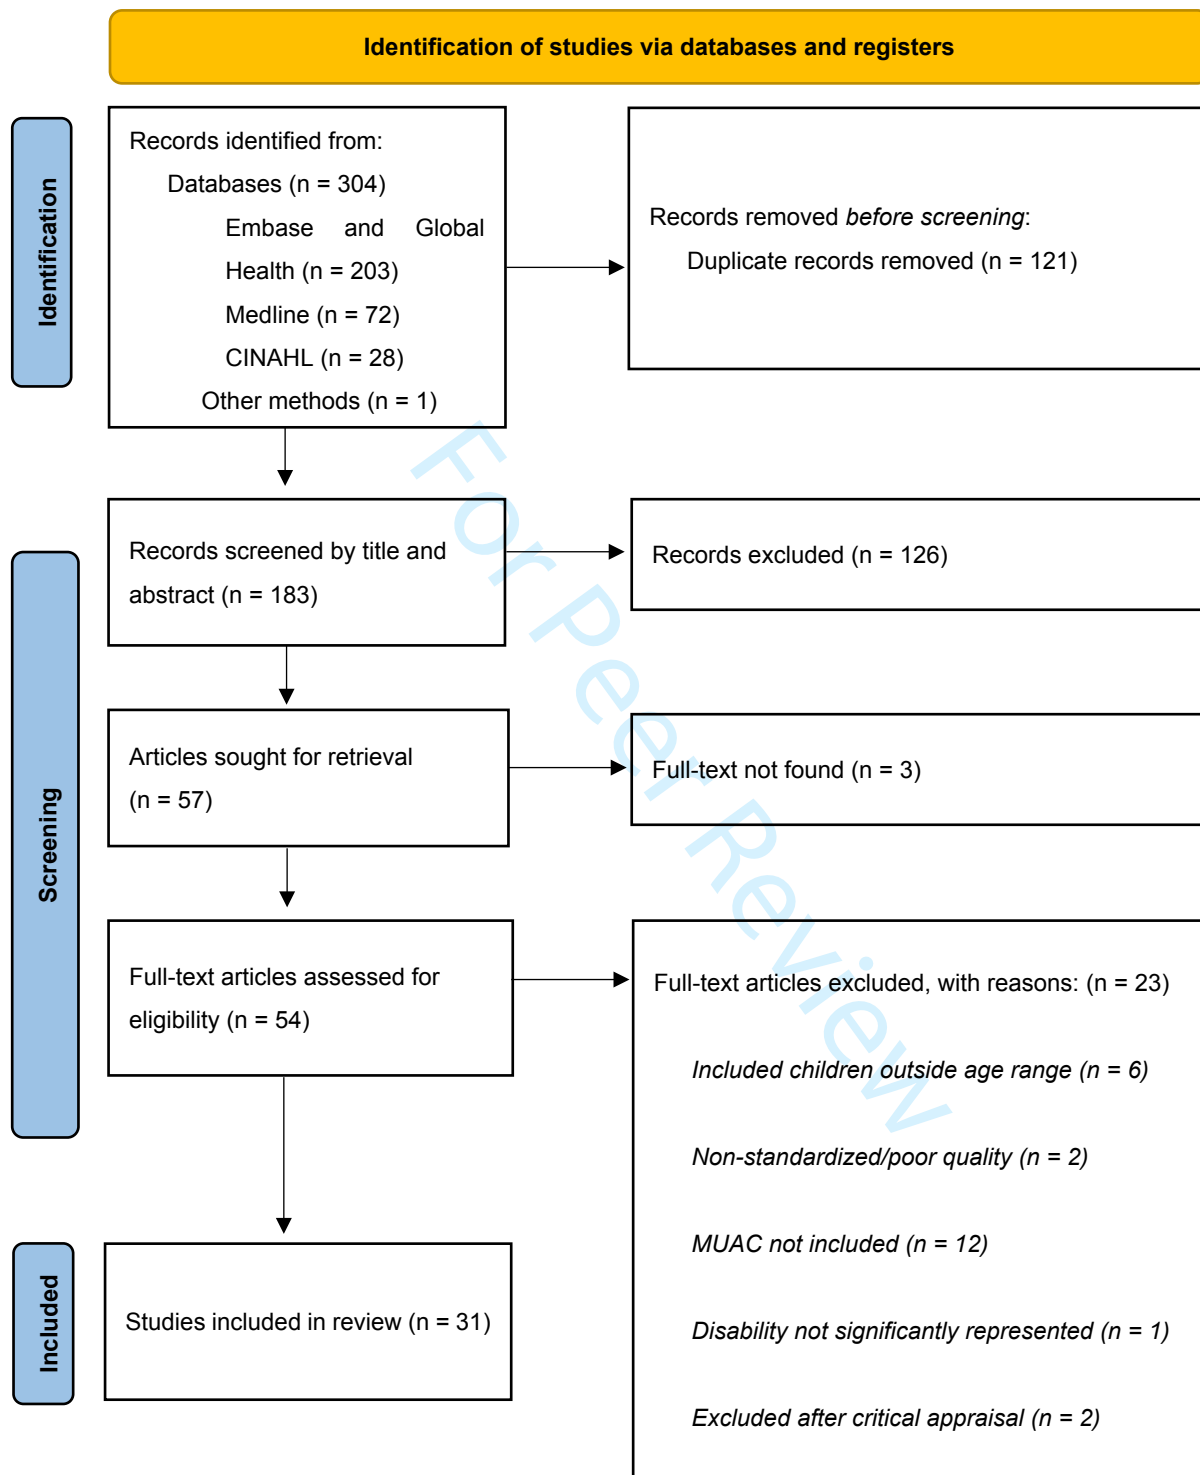 Identification of studies via databases and registers
Identification
Records identified from:
Databases (n = 304)
Embase and Global
Health (n = 203)
Medline (n = 72)
CINAHL (n = 28)
Other methods (n = 1)
Records removed before screening:
Duplicate records removed (n = 121)
Screening
Records screened by title and
abstract (n = 183)
Records excluded (n = 126)
Articles sought for retrieval
(n = 57)
Full-text not found (n = 3)
Full-text articles assessed for
eligibility (n = 54)
Full-text articles excluded, with reasons: (n = 23)
Included children outside age range (n = 6)
Non-standardized/poor quality (n = 2)
MUAC not included (n = 12)
Disability not significantly represented (n = 1)
Excluded after critical appraisal (n = 2)
Included
Studies included in review (n = 31)
For Peer Review